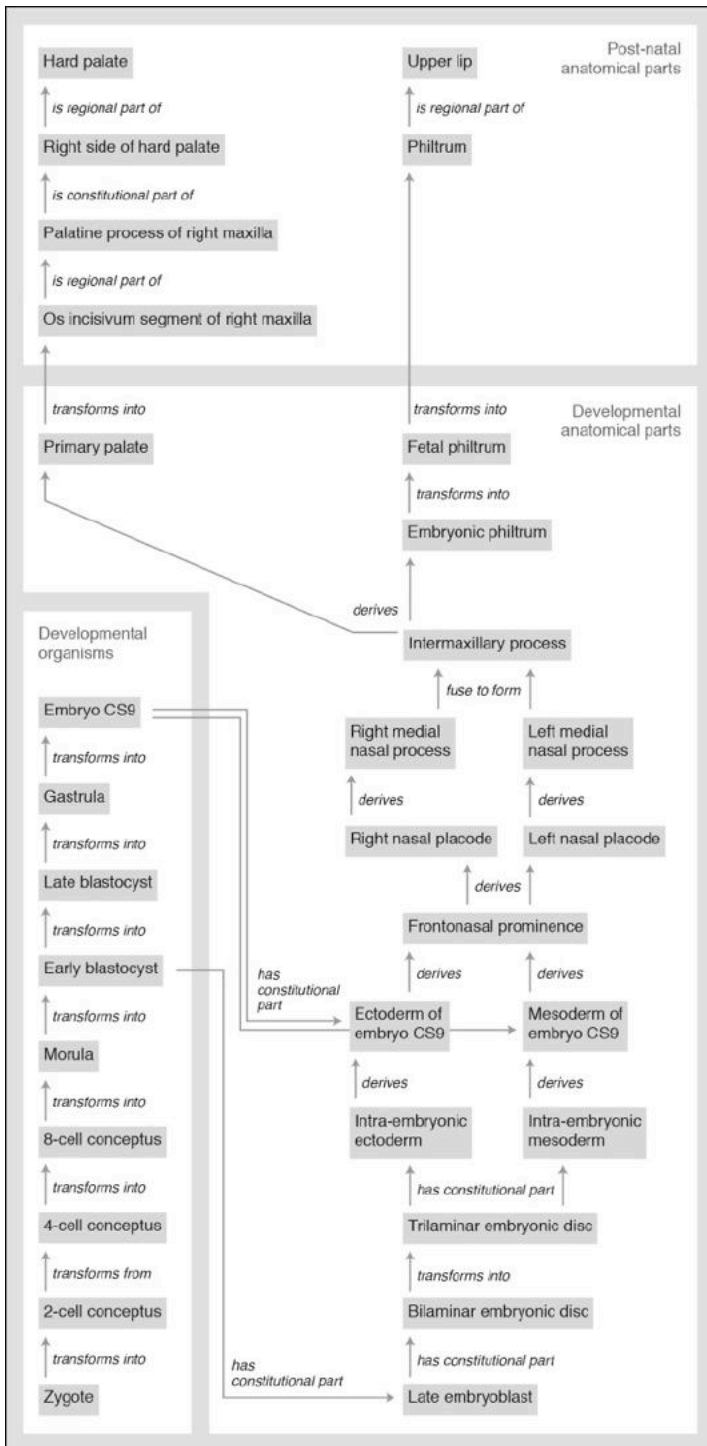 Post-natal
anatomical parts
Hard palate
is regional part of
Right side of hard palate
is constitutional part of
Palatine process of right maxilla
is regional part of
Os incisivum segment of right maxilla
transforms into
Primary palate
Upper lip
is regional part of
Philtrum
transforms into
Developmental
anatomical parts
Fetal philtrum
transforms into
Embryonic philtrum
derives
Intermaxillary process
fuse to form
Right medial
nasal process
Left medial
nasal process
derives
derives
Right nasal placode
Left nasal placode
derives
Frontonasal prominence
derives
derives
has
constitutional
part
Ectoderm of
embryo CS9
Mesoderm of
embryo CS9
derives
derives
Intra-embryonic
ectoderm
Intra-embryonic
mesoderm
has constitutional part
Trilaminar embryonic disc
transforms into
Bilaminar embryonic disc
has constitutional part
has
constitutional part
Late embryoblast
Developmental
organisms
Embryo CS9
transforms into
Gastrula
transforms into
Late blastocyst
transforms into
Early blastocyst
transforms into
Morula
transforms into
8-cell conceptus
transforms into
4-cell conceptus
transforms from
2-cell conceptus
transforms into
Zygote